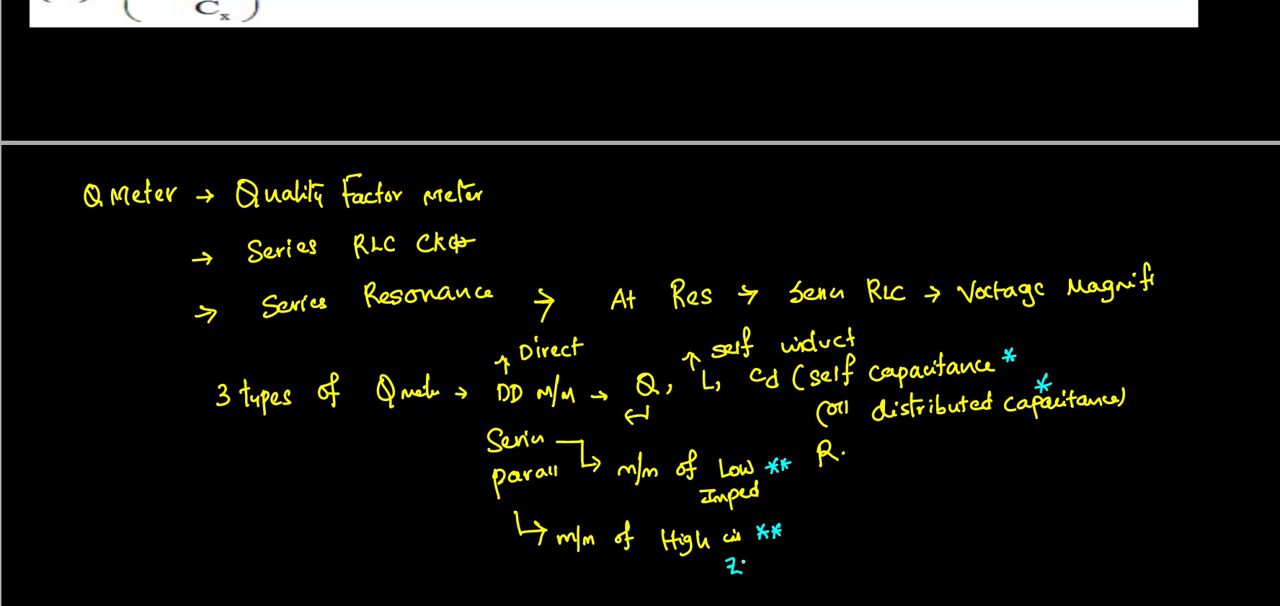 ( Cx )
Q Meter → Quality Factor meter
→ Series RLC Ckt
→ Series Resonance → At Res → Series RLC → Voltage Magnifi
↑ Direct ↑ self induct
3 types of Q mete → DD M/M → Q, L, Cd (self capacitance *
(or) distributed capacitance) *
Series → m/m of Low ** R.
parall Imped
→ m/m of High **
Z.